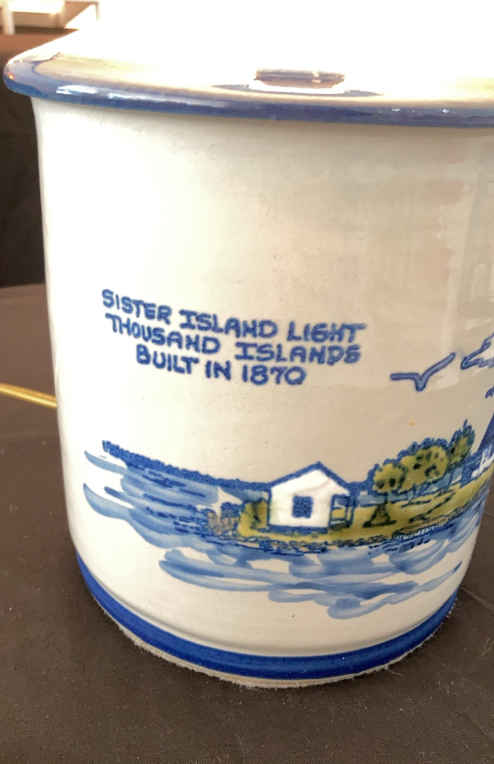 SISTER ISLAND LIGHT
THOUSAND ISLANDS
BUILT IN 1870